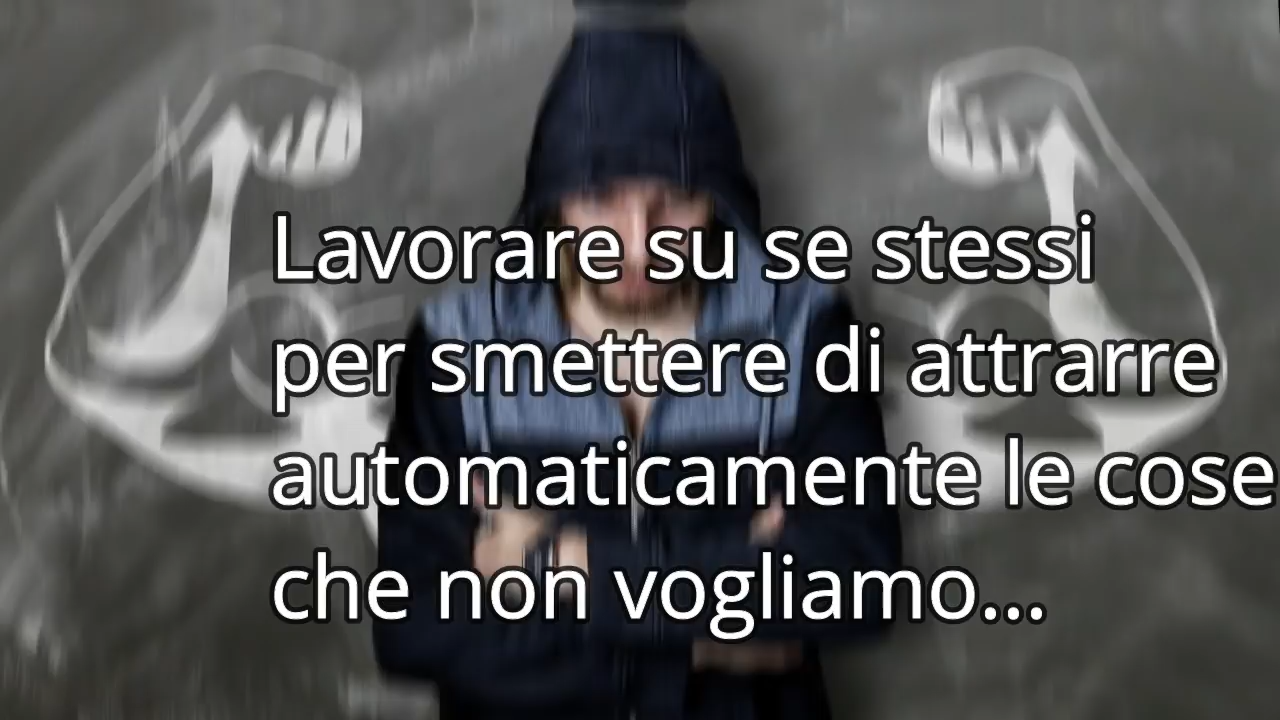 Lavorare su se stessi
per smettere di attrarre
automaticamente le cose
che non vogliamo...